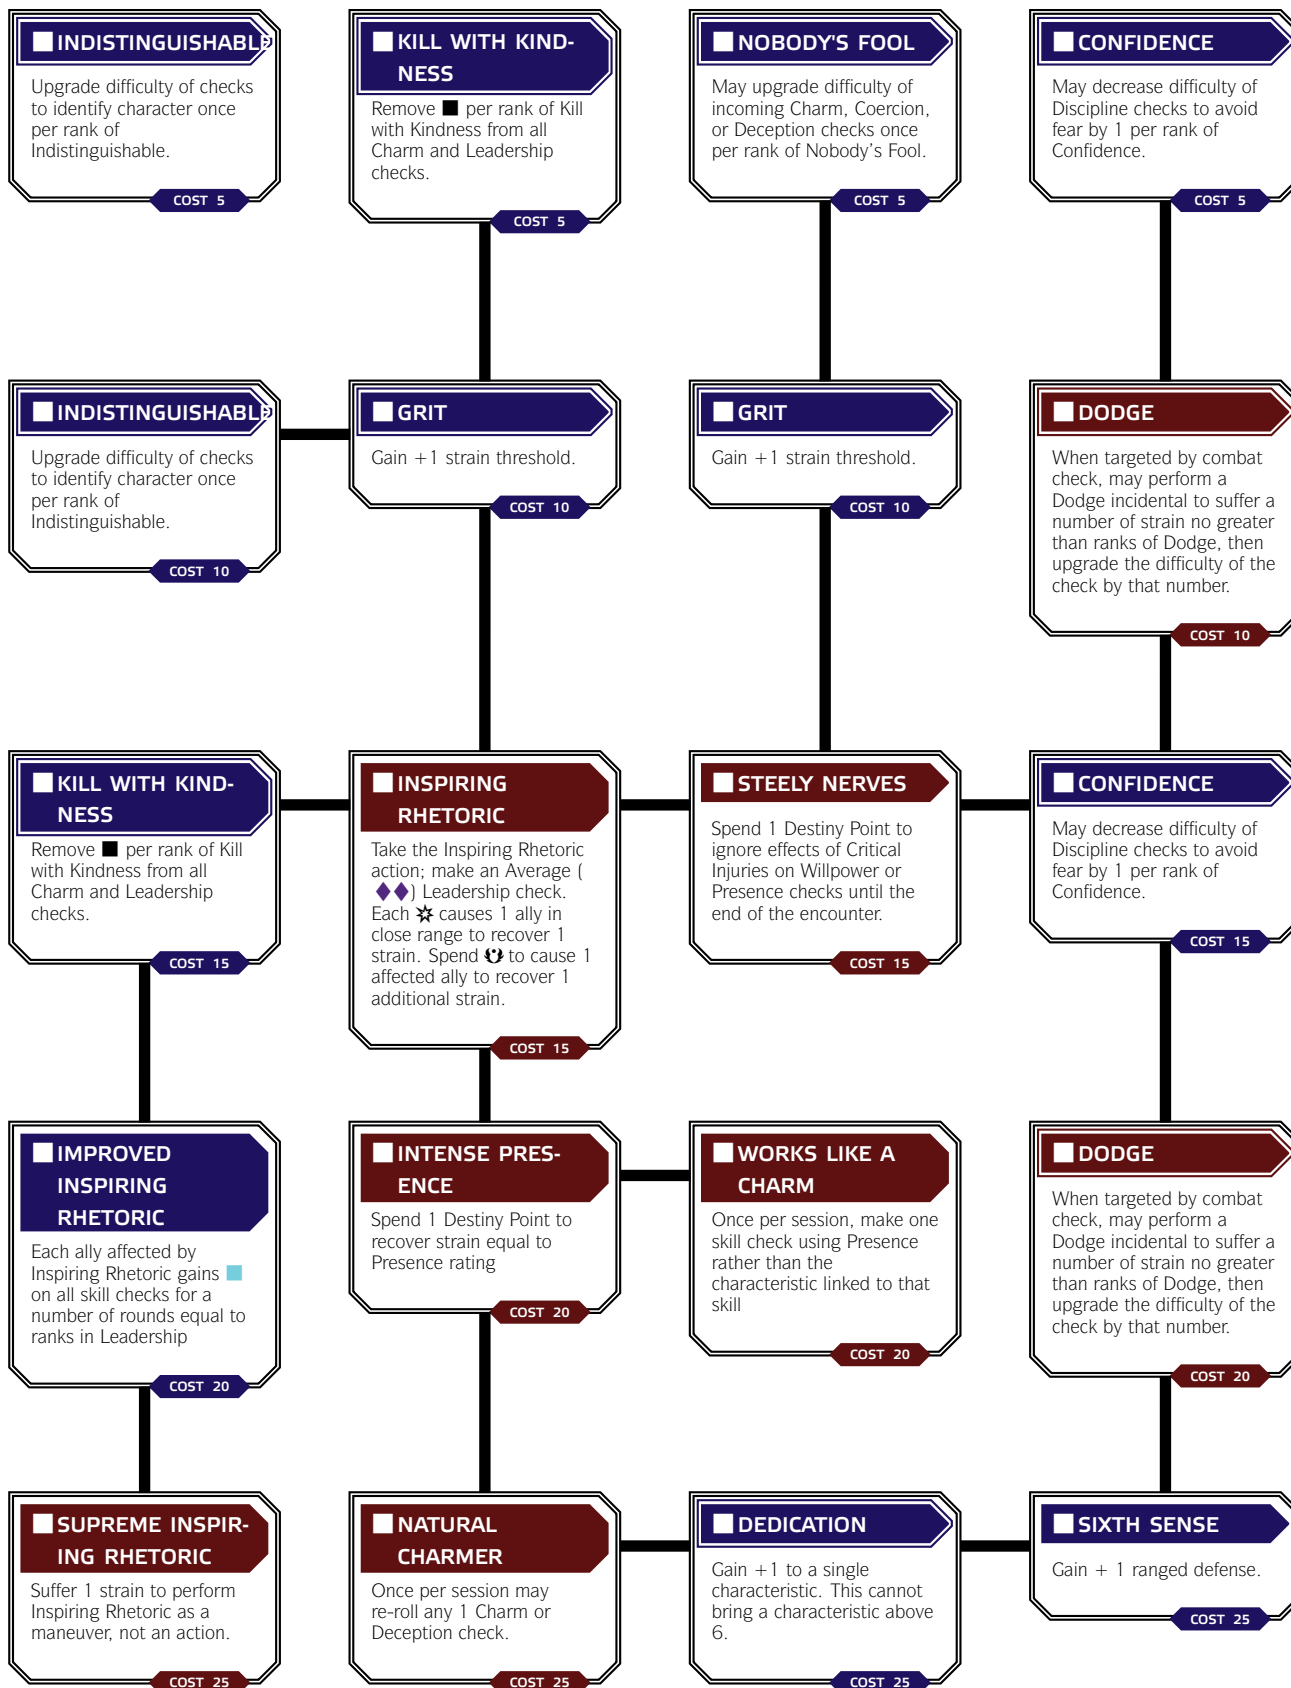 INDISTINGUISHABLE
Upgrade difficulty of checks
to identify character once
per rank of
Indistinguishable.
COST 5
KILL WITH KIND-
NESS
Remove ■ per rank of Kill
with Kindness from all
Charm and Leadership
checks.
COST 5
NOBODY'S FOOL
May upgrade difficulty of
incoming Charm, Coercion,
or Deception checks once
per rank of Nobody's Fool.
COST 5
CONFIDENCE
May decrease difficulty of
Discipline checks to avoid
fear by 1 per rank of
Confidence.
COST 5
INDISTINGUISHABLE
Upgrade difficulty of checks
to identify character once
per rank of
Indistinguishable.
COST 10
GRIT
Gain +1 strain threshold.
COST 10
GRIT
Gain +1 strain threshold.
COST 10
DODGE
When targeted by combat
check, may perform a
Dodge incidental to suffer a
number of strain no greater
than ranks of Dodge, then
upgrade the difficulty of the
check by that number.
COST 10
KILL WITH KIND-
NESS
Remove ■ per rank of Kill
with Kindness from all
Charm and Leadership
checks.
COST 15
INSPIRING
RHETORIC
Take the Inspiring Rhetoric
action; make an Average (
◆◆) Leadership check.
Each causes 1 ally in
close range to recover 1
strain. Spend to cause 1
affected ally to recover 1
additional strain.
COST 15
STEELY NERVES
Spend 1 Destiny Point to
ignore effects of Critical
Injuries on Willpower or
Presence checks until the
end of the encounter.
COST 15
CONFIDENCE
May decrease difficulty of
Discipline checks to avoid
fear by 1 per rank of
Confidence.
COST 15
IMPROVED
INSPIRING
RHETORIC
Each ally affected by
Inspiring Rhetoric gains ■
on all skill checks for a
number of rounds equal to
ranks in Leadership
COST 20
INTENSE PRES-
ENCE
Spend 1 Destiny Point to
recover strain equal to
Presence rating
COST 20
WORKS LIKE A
CHARM
Once per session, make one
skill check using Presence
rather than the
characteristic linked to that
skill
COST 20
DODGE
When targeted by combat
check, may perform a
Dodge incidental to suffer a
number of strain no greater
than ranks of Dodge, then
upgrade the difficulty of the
check by that number.
COST 20
SUPREME INSPIR-
ING RHETORIC
Suffer 1 strain to perform
Inspiring Rhetoric as a
maneuver, not an action.
COST 25
NATURAL
CHARMER
Once per session may
re-roll any 1 Charm or
Deception check.
COST 25
DEDICATION
Gain +1 to a single
characteristic. This cannot
bring a characteristic above
6.
COST 25
SIXTH SENSE
Gain + 1 ranged defense.
COST 25